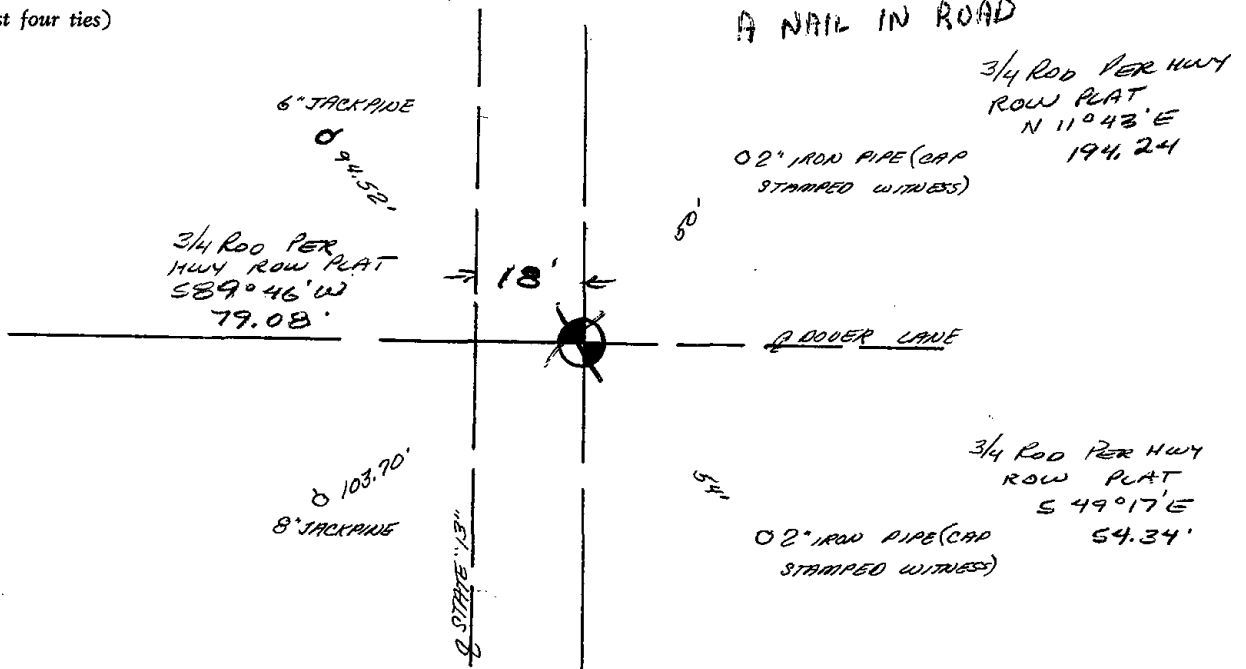 st four ties)
A NAIL IN ROAD
6" JACKPINE
94.52'
3/4 ROD PER HWY
ROW PLAT
N 11°43' E
194.24
O 2" IRON PIPE (CAP
STAMPED WITNESS)
50'
3/4 ROD PER
HWY ROW PLAT
S89°46' W
79.08'
18'
DOVER LANE
103.70'
8" JACKPINE
54'
3/4 ROD PER HWY
ROW PLAT
S 49°17' E
54.34'
O 2" IRON PIPE (CAP
STAMPED WITNESS)
STATE "13"